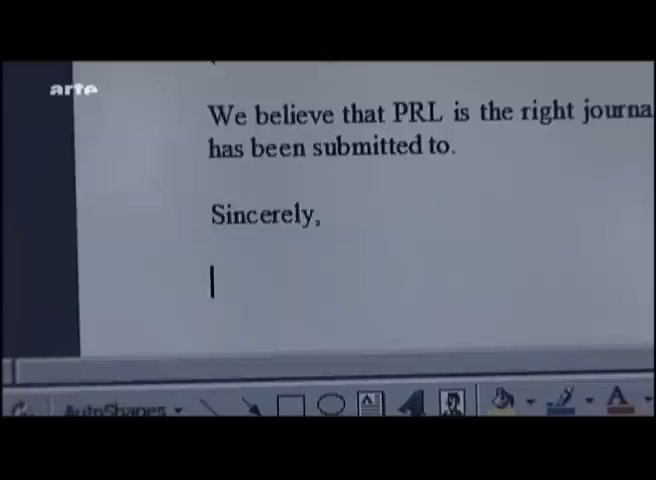 arte
We believe that PRL is the right journa
has been submitted to.
Sincerely,
AutoShapes
A
A